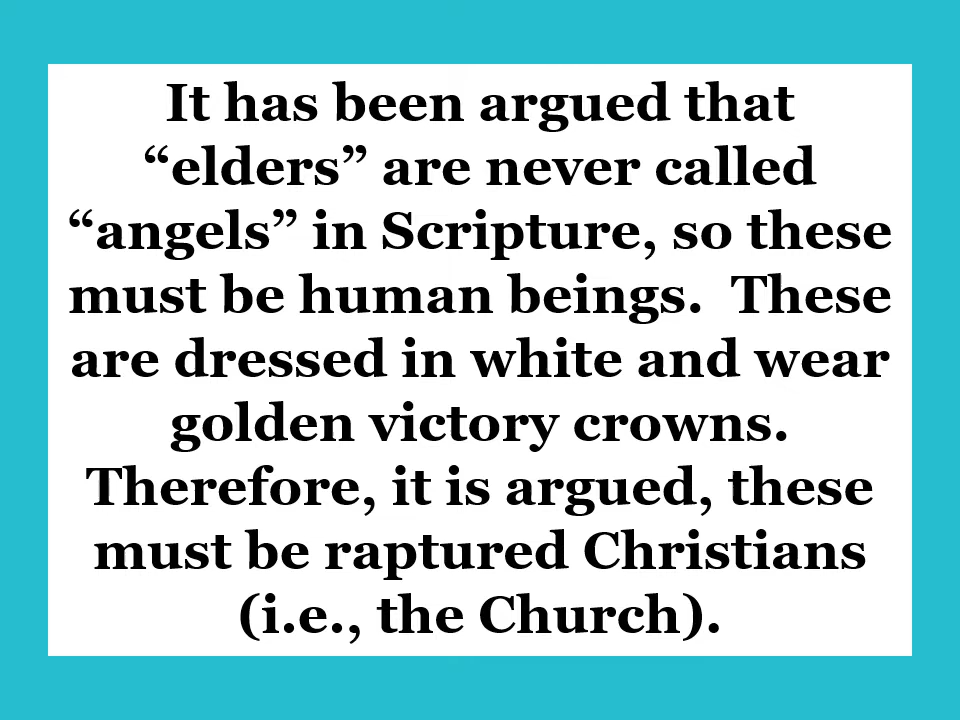 It has been argued that
“elders” are never called
“angels” in Scripture, so these
must be human beings.  These
are dressed in white and wear
golden victory crowns.
Therefore, it is argued, these
must be raptured Christians
(i.e., the Church).